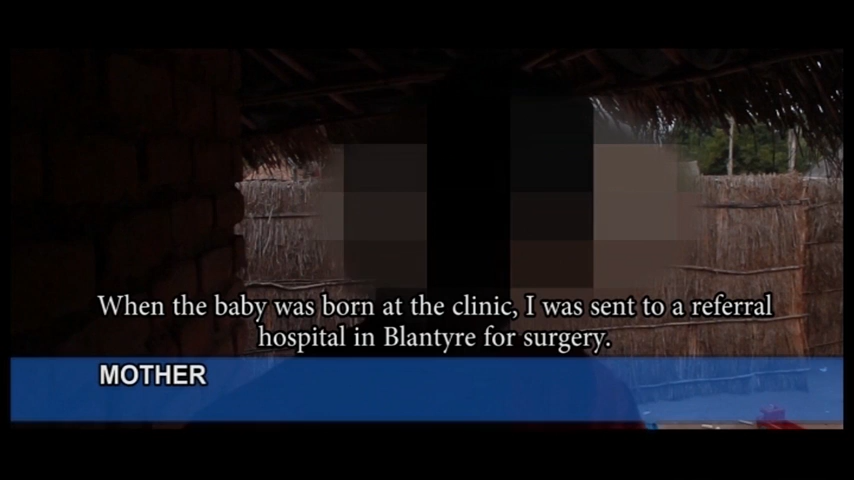 When the baby was born at the clinic, I was sent to a referral
hospital in Blantyre for surgery.
MOTHER